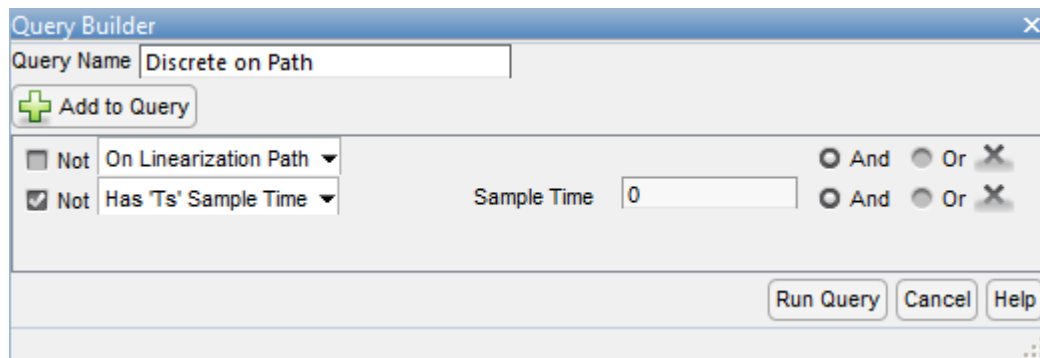 Query Builder
Query Name Discrete on Path
Add to Query
Not On Linearization Path And Or
Not Has 'Ts' Sample Time Sample Time 0 And Or
Run Query Cancel Help